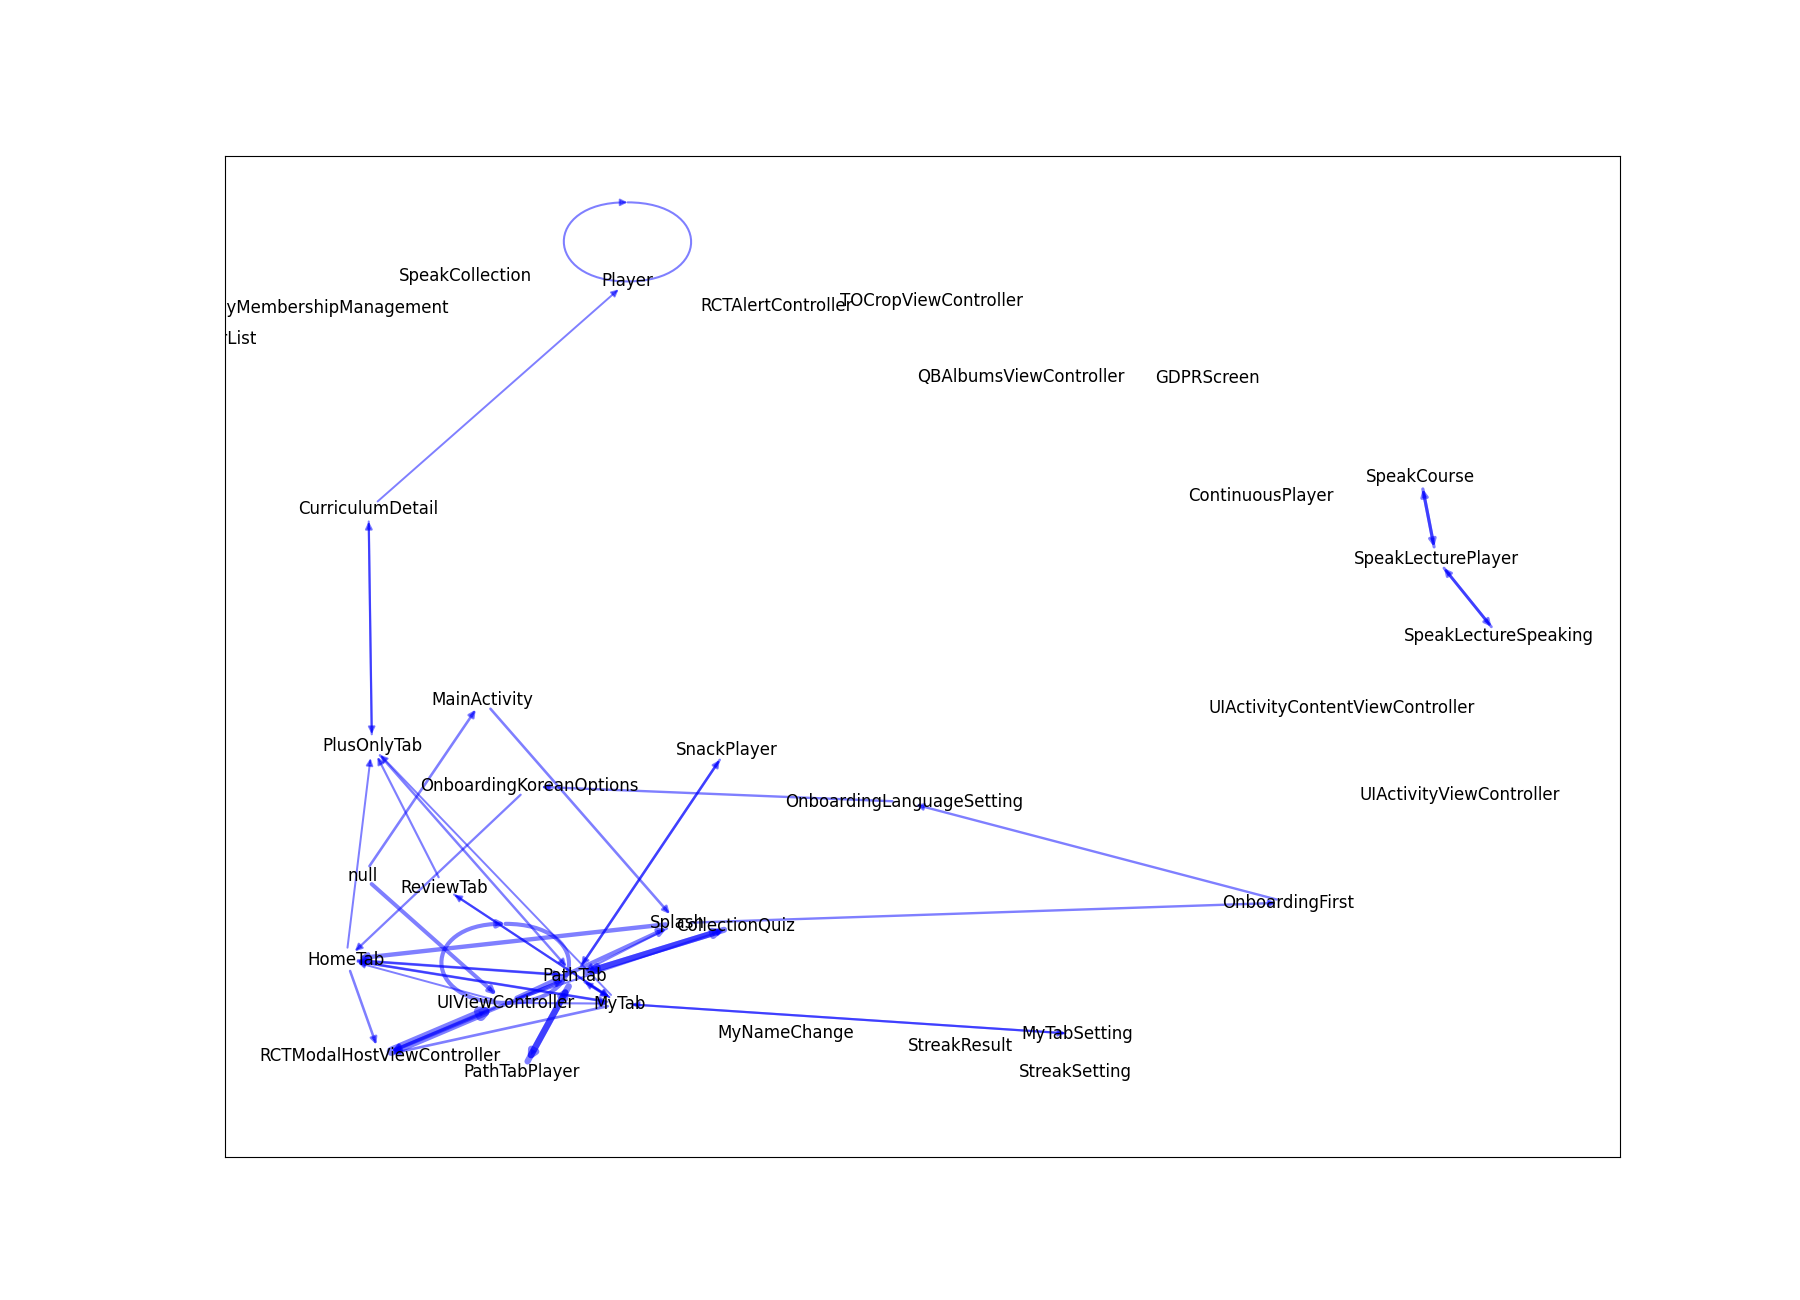 SpeakCollection
Player
RCTAlertController
TOCropViewController
yMembershipManagement
List
QBAlbumsViewController
GDPRScreen
SpeakCourse
ContinuousPlayer
CurriculumDetail
SpeakLecturePlayer
SpeakLectureSpeaking
MainActivity
UIActivityContentViewController
PlusOnlyTab
SnackPlayer
OnboardingKoreanOptions
UIActivityViewController
OnboardingLanguageSetting
null
ReviewTab
OnboardingFirst
Splash
CollectionQuiz
HomeTab
PathTab
UIViewController
MyTab
MyNameChange
MyTabSetting
StreakResult
RCTModalHostViewController
PathTabPlayer
StreakSetting